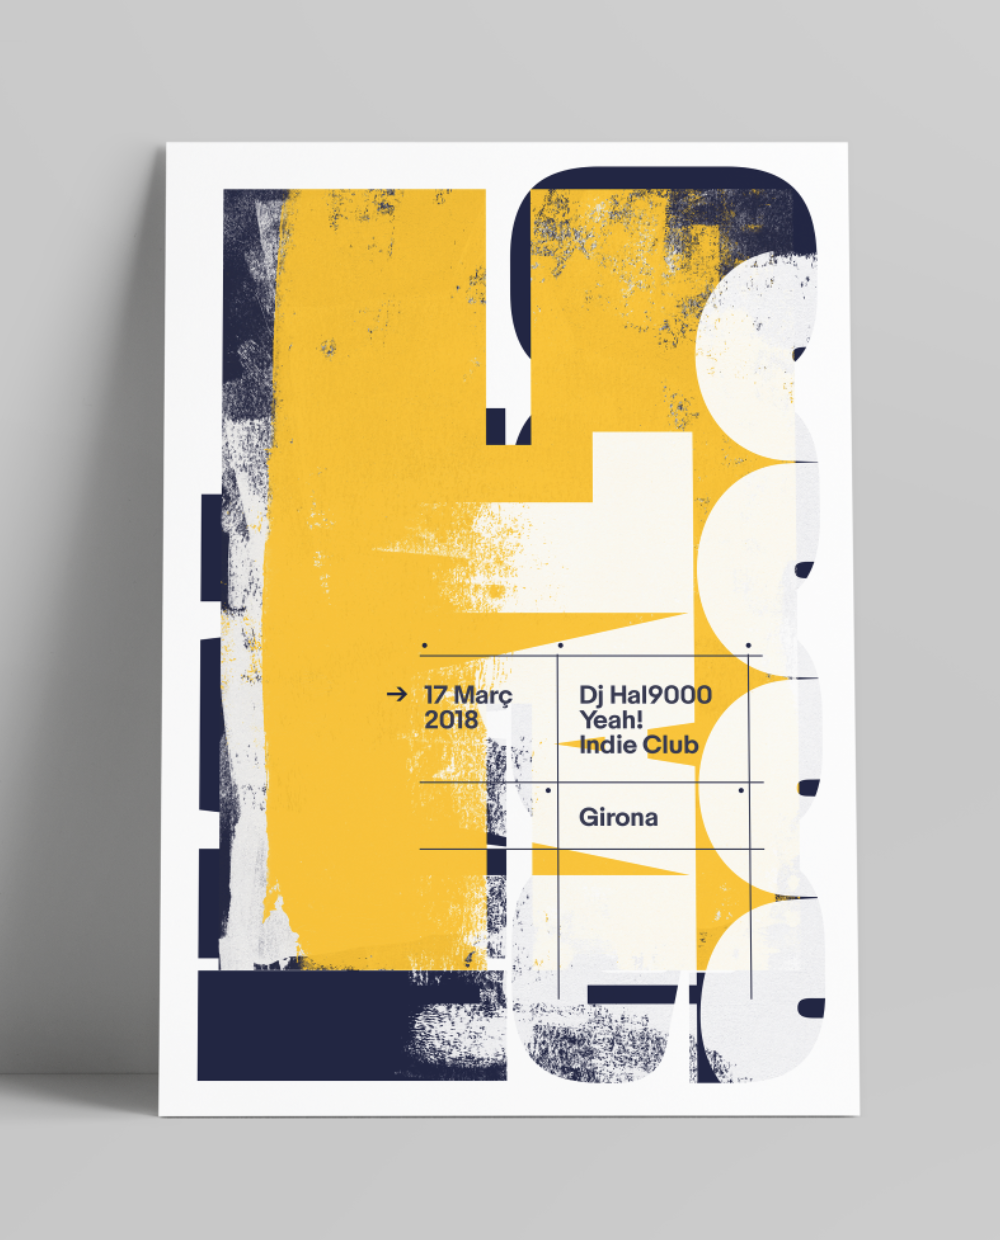 → 17 Març
2018
Dj Hal9000
Yeah!
Indie Club
Girona